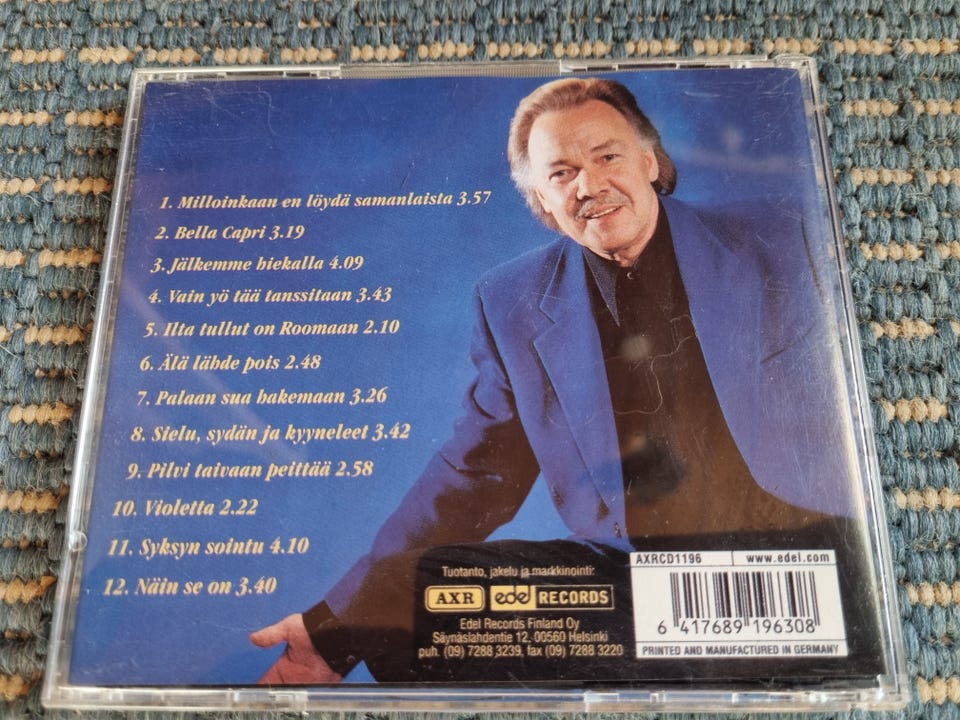 1. Milloinkaan en löydä samanlaista 3.57
2. Bella Capri 3.19
3. Jälkemme hiekalla 4.09
4. Vain yö tää tanssitaan 3.43
5. Ilta tullut on Roomaan 2.10
6. Älä lähde pois 2.48
7. Palaan sua hakemaan 3.26
8. Sielu, sydän ja kyyneleet 3.42
9. Pilvi taivaan peittää 2.58
10. Violetta 2.22
11. Syksyn sointu 4.10
12. Näin se on 3.40
Tuotanto, jakelu ja markkinointi:
AXR edel RECORDS
Edel Records Finland Oy
Säynäslahdentie 12, 00560 Helsinki
puh. (09) 7288 3239, fax (09) 7288 3220
AXRCD1196 www.edel.com
6 417689 196308
PRINTED AND MANUFACTURED IN GERMANY